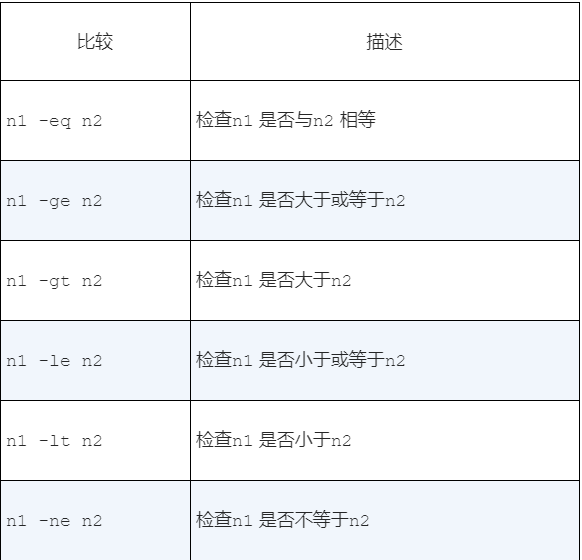 比较 描述
n1 -eq n2 检查n1 是否与n2 相等
n1 -ge n2 检查n1 是否大于或等于n2
n1 -gt n2 检查n1 是否大于n2
n1 -le n2 检查n1 是否小于或等于n2
n1 -lt n2 检查n1 是否小于n2
n1 -ne n2 检查n1 是否不等于n2